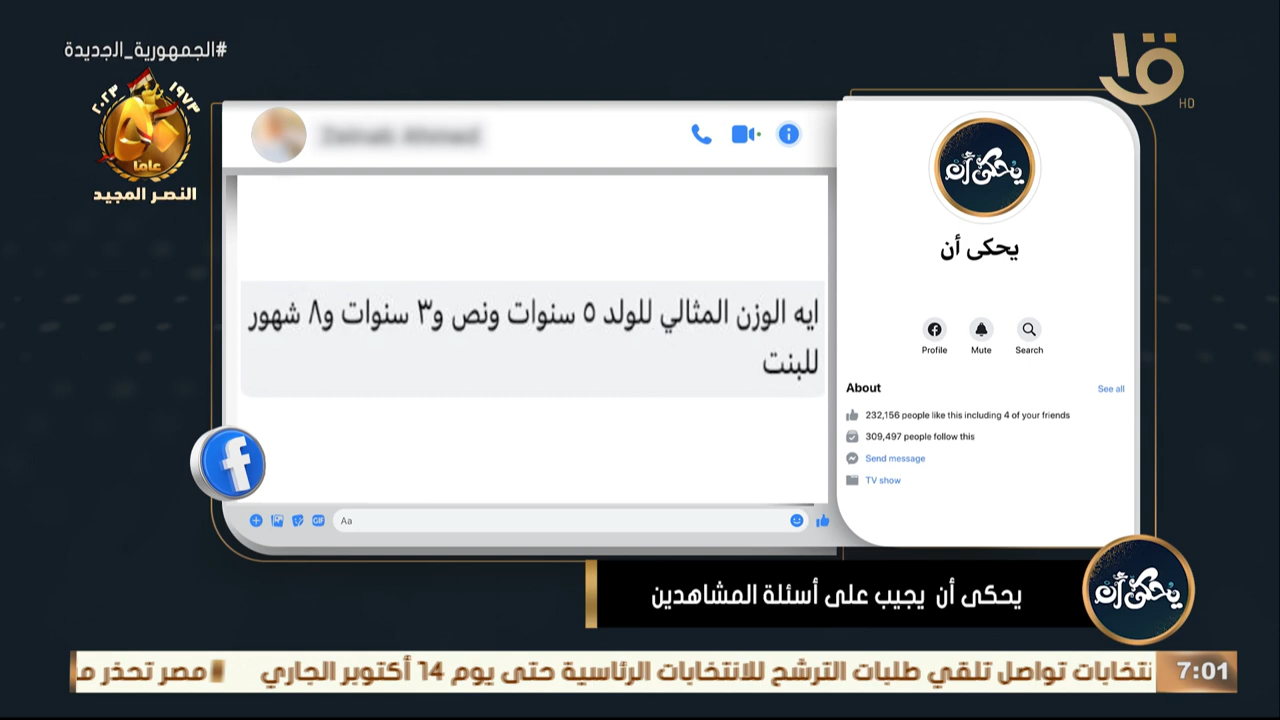 #الجمهورية_الجديدة
١٩٧٣
٢٠٢٣
٥٠
عاما
النصر المجيد
HD
يحكى أن
يحكى أن
Profile
Mute
Search
About
See all
232,156 people like this including 4 of your friends
309,497 people follow this
Send message
TV show
ايه الوزن المثالي للولد ٥ سنوات ونص و٣ سنوات و٨ شهور
للبنت
GIF
Aa
يحكى أن يجيب على أسئلة المشاهدين
يحكى أن
نتخابات تواصل تلقي طلبات الترشح للانتخابات الرئاسية حتى يوم 14 أكتوبر الجاري
مصر تحذر
7:01